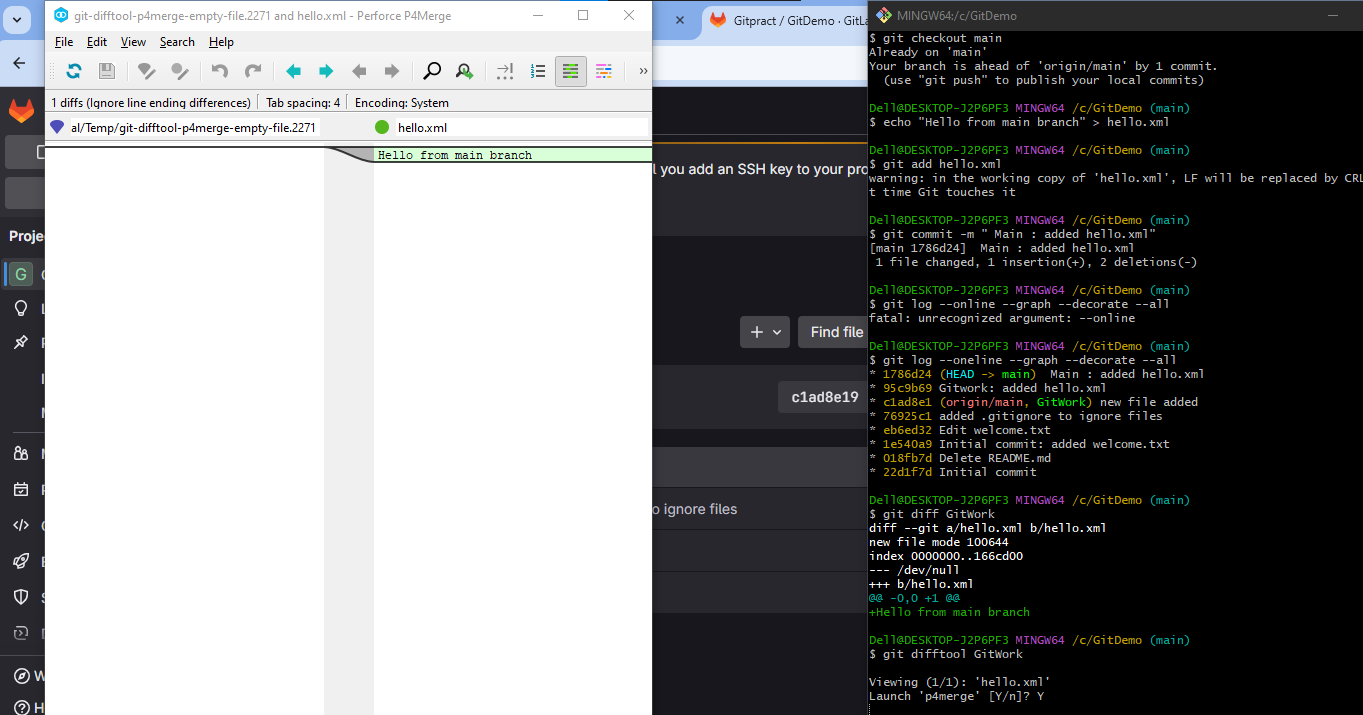 git-difftool-p4merge-empty-file.2271 and hello.xml - Perforce P4Merge
File Edit View Search Help
1 diffs (Ignore line ending differences) Tab spacing: 4 Encoding: System
al/Temp/git-difftool-p4merge-empty-file.2271
hello.xml
Hello from main branch
Gitpract / GitDemo · GitLa
l you add an SSH key to your pro
Proje
G
+
Find file
c1ad8e19
o ignore files
W
H
MINGW64:/c/GitDemo
$ git checkout main
Already on 'main'
Your branch is ahead of 'origin/main' by 1 commit.
(use "git push" to publish your local commits)
Dell@DESKTOP-J2P6PF3 MINGW64 /c/GitDemo (main)
$ echo "Hello from main branch" > hello.xml
Dell@DESKTOP-J2P6PF3 MINGW64 /c/GitDemo (main)
$ git add hello.xml
warning: in the working copy of 'hello.xml', LF will be replaced by CRL
t time Git touches it
Dell@DESKTOP-J2P6PF3 MINGW64 /c/GitDemo (main)
$ git commit -m " Main : added hello.xml"
[main 1786d24]  Main : added hello.xml
1 file changed, 1 insertion(+), 2 deletions(-)
Dell@DESKTOP-J2P6PF3 MINGW64 /c/GitDemo (main)
$ git log --online --graph --decorate --all
fatal: unrecognized argument: --online
Dell@DESKTOP-J2P6PF3 MINGW64 /c/GitDemo (main)
$ git log --oneline --graph --decorate --all
* 1786d24 (HEAD -> main)  Main : added hello.xml
* 95c9b69 Gitwork: added hello.xml
* c1ad8e1 (origin/main, GitWork) new file added
* 76925c1 added .gitignore to ignore files
* eb6ed32 Edit welcome.txt
* 1e540a9 Initial commit: added welcome.txt
* 018fb7d Delete README.md
* 22d1f7d Initial commit
Dell@DESKTOP-J2P6PF3 MINGW64 /c/GitDemo (main)
$ git diff GitWork
diff --git a/hello.xml b/hello.xml
new file mode 100644
index 0000000..166cd00
--- /dev/null
+++ b/hello.xml
@@ -0,0 +1 @@
+Hello from main branch
Dell@DESKTOP-J2P6PF3 MINGW64 /c/GitDemo (main)
$ git difftool GitWork
Viewing (1/1): 'hello.xml'
Launch 'p4merge' [Y/n]? Y